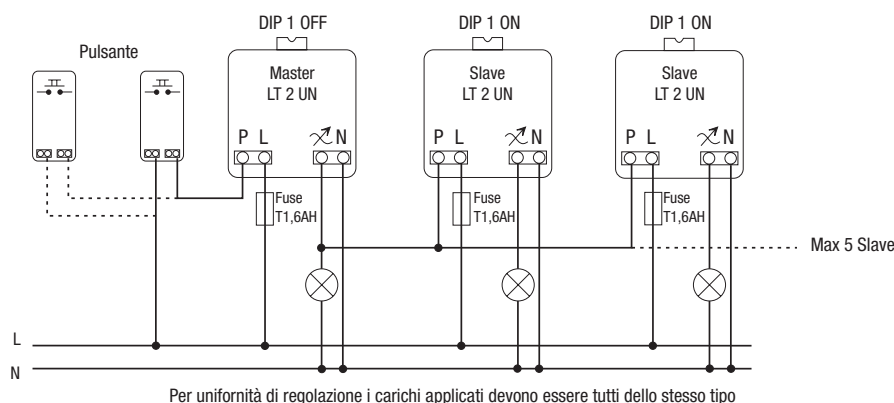 DIP 1 OFF
DIP 1 ON
DIP 1 ON
Pulsante
Master
LT 2 UN
Slave
LT 2 UN
Slave
LT 2 UN
P L N
P L N
P L N
Fuse
T1,6AH
Fuse
T1,6AH
Fuse
T1,6AH
Max 5 Slave
L
N
Per unifornità di regolazione i carichi applicati devono essere tutti dello stesso tipo